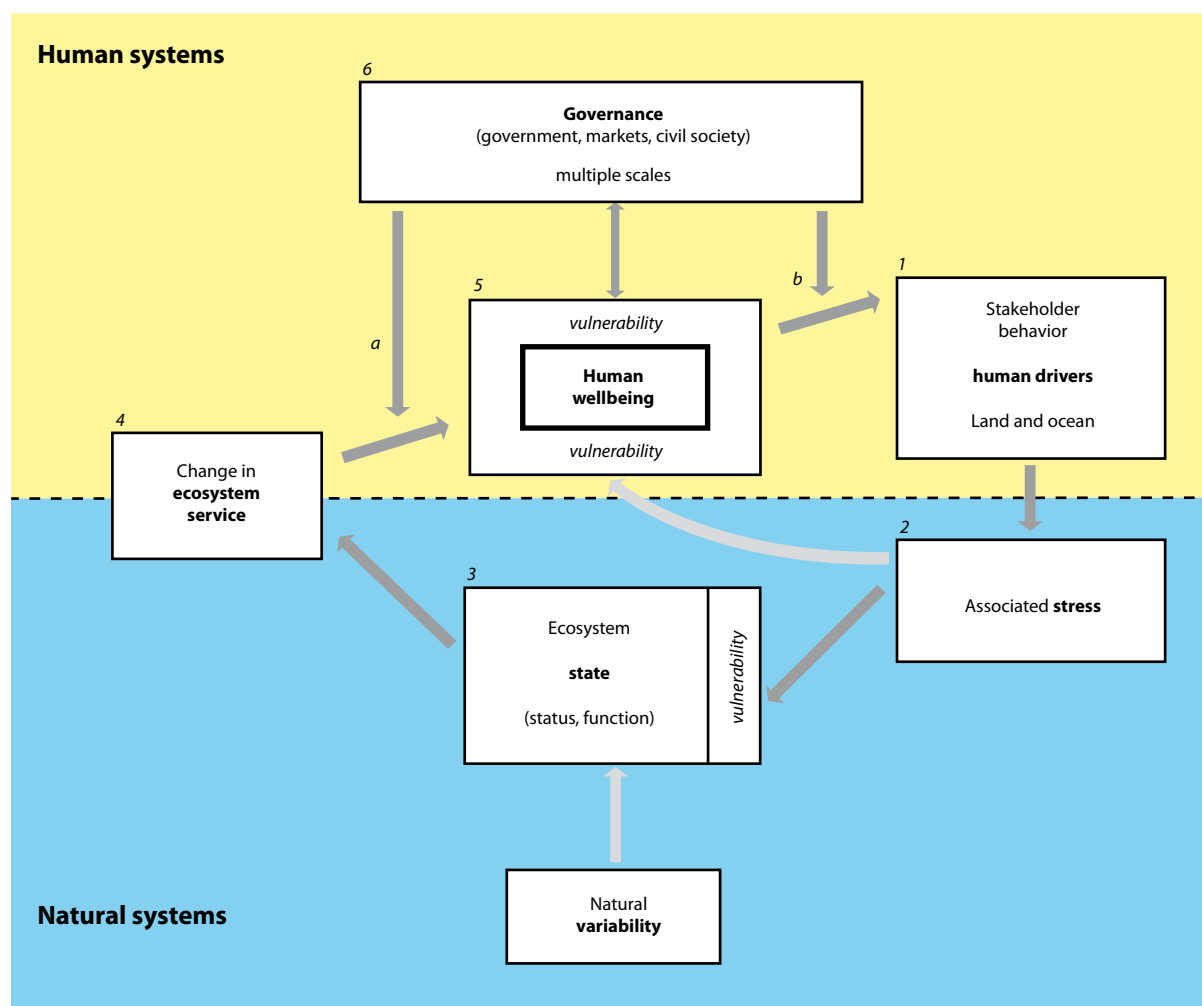 Human systems
6
Governance
(government, markets, civil society)
multiple scales
a
b
5
vulnerability
Human
wellbeing
vulnerability
1
Stakeholder
behavior
human drivers
Land and ocean
4
Change in
ecosystem
service
2
Associated stress
3
Ecosystem
state
(status, function)
vulnerability
Natural
variability
Natural systems